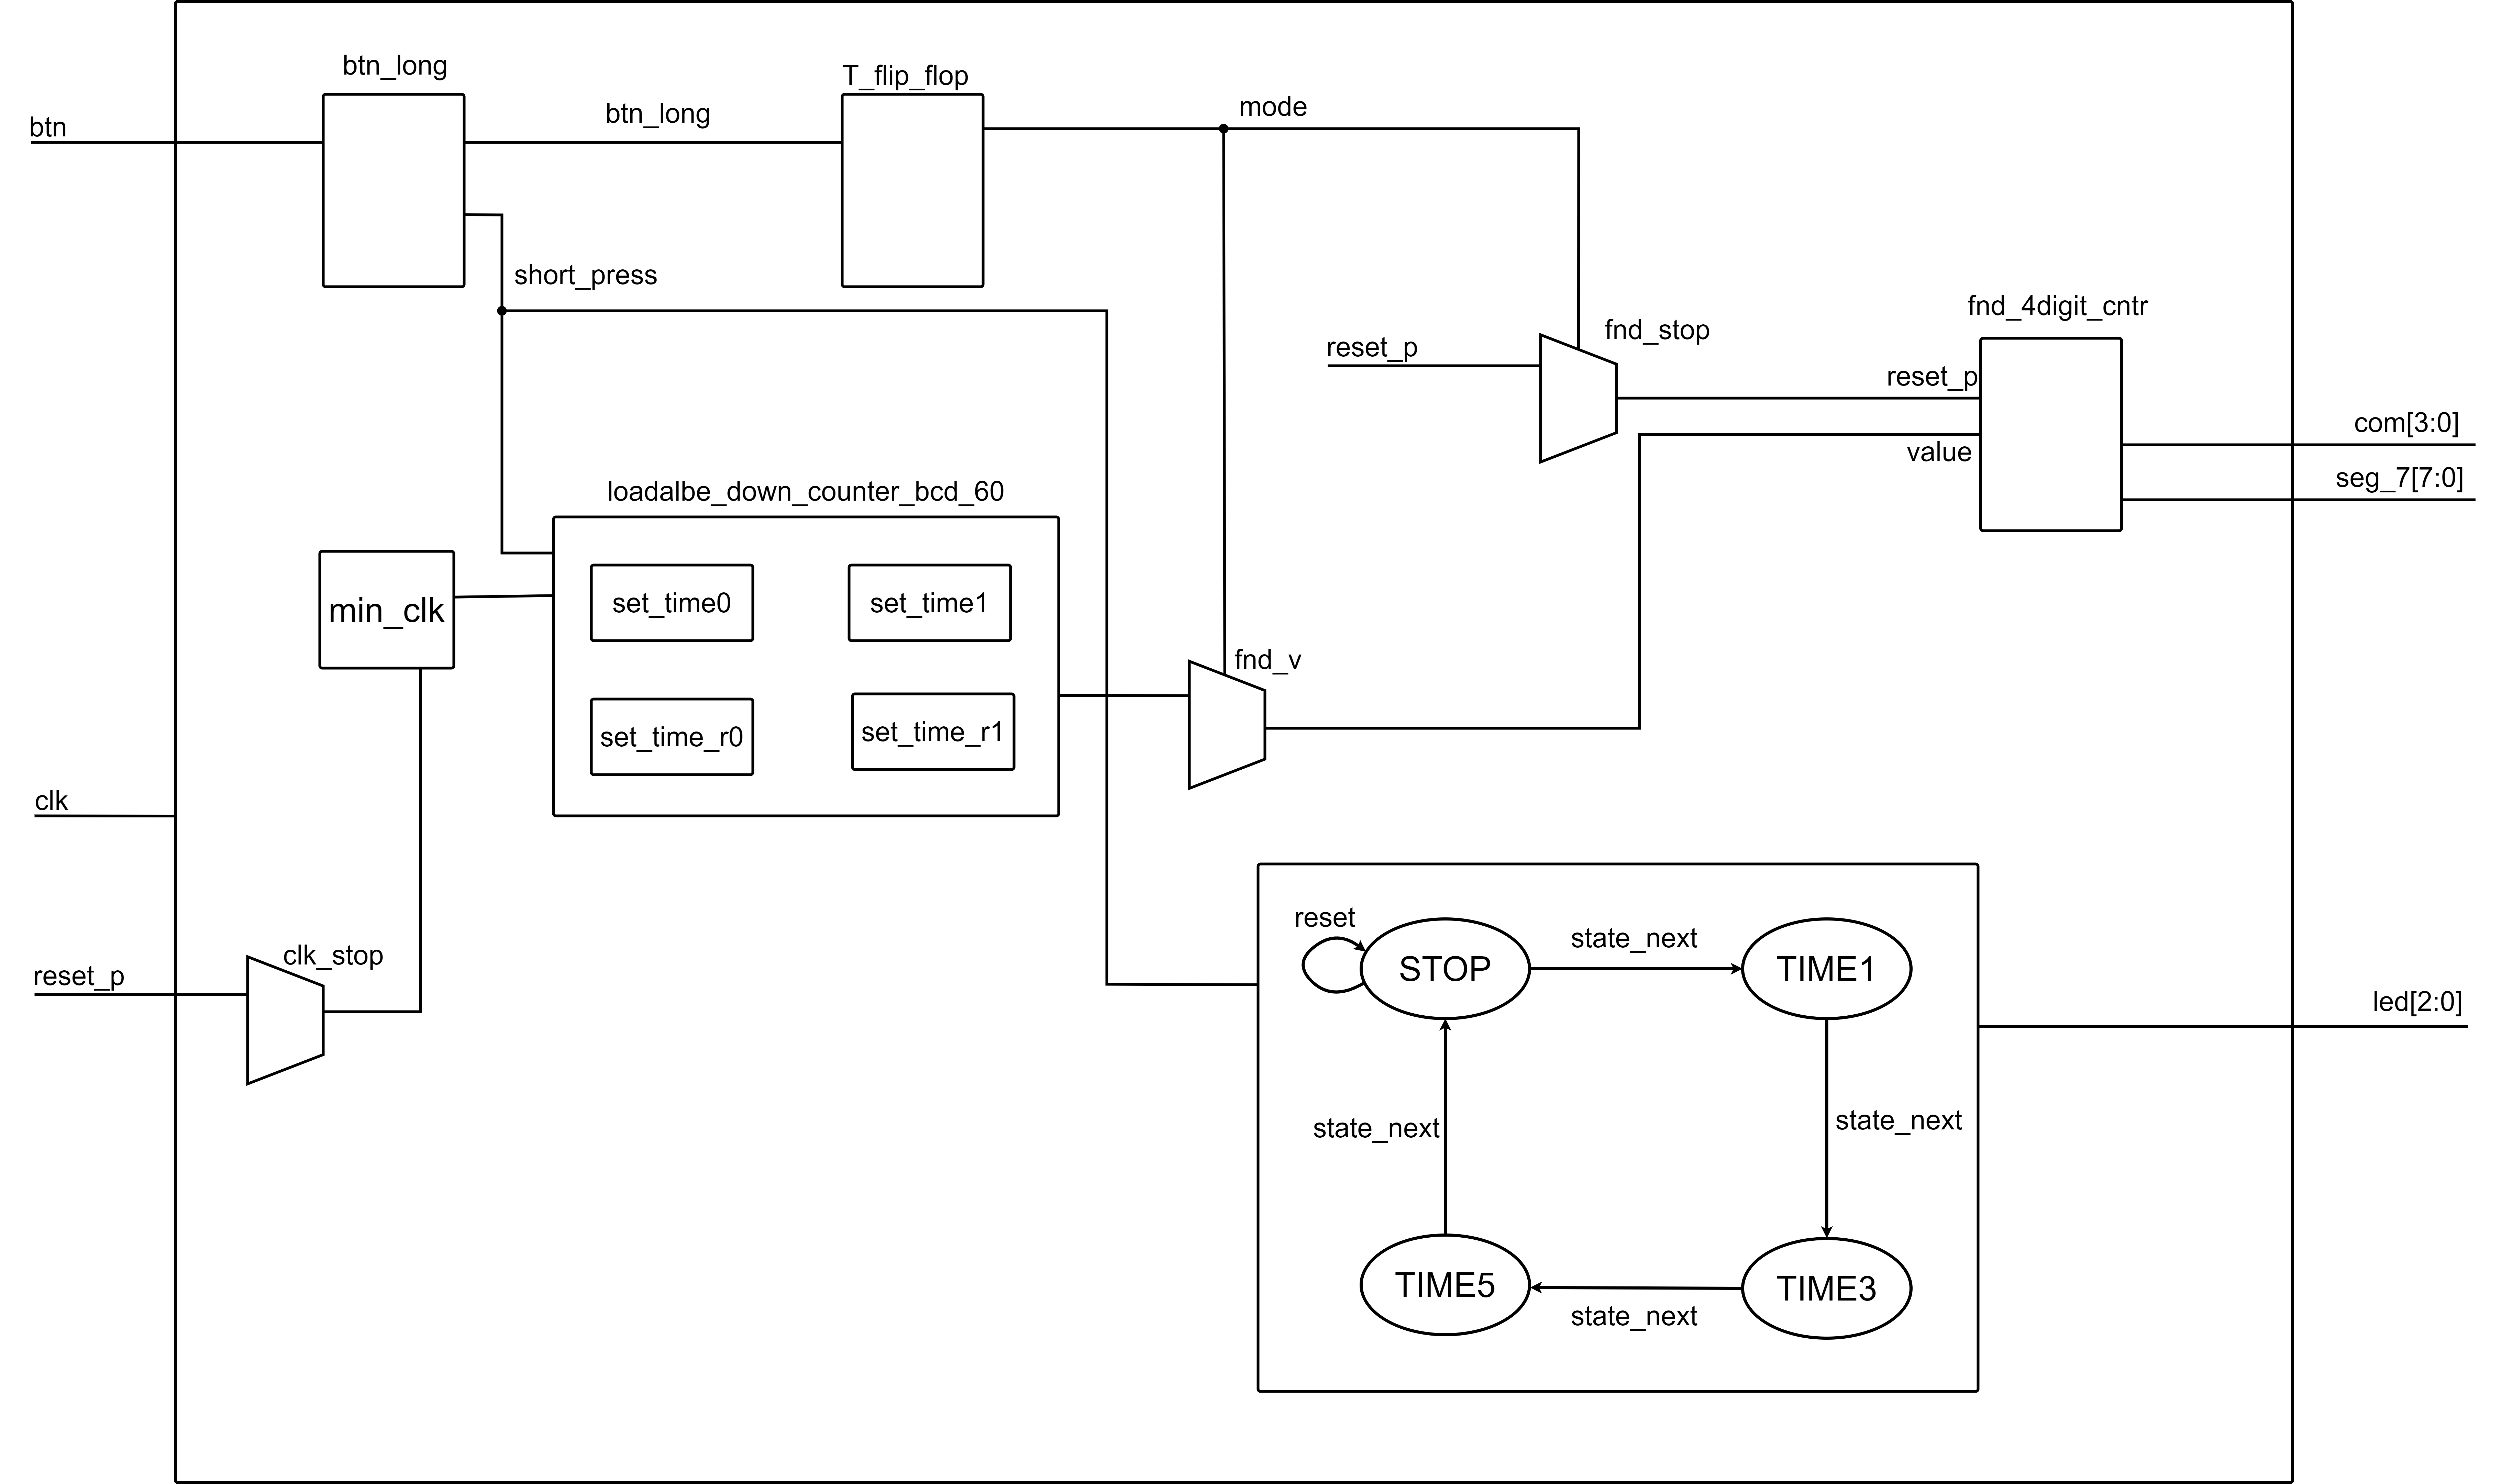 btn_long
T_flip_flop
btn
btn_long
mode
short_press
fnd_stop
fnd_4digit_cntr
reset_p
reset_p
com[3:0]
value
seg_7[7:0]
loadalbe_down_counter_bcd_60
min_clk
set_time0
set_time1
fnd_v
set_time_r0
set_time_r1
clk
reset
STOP
state_next
TIME1
clk_stop
reset_p
led[2:0]
state_next
state_next
TIME5
TIME3
state_next